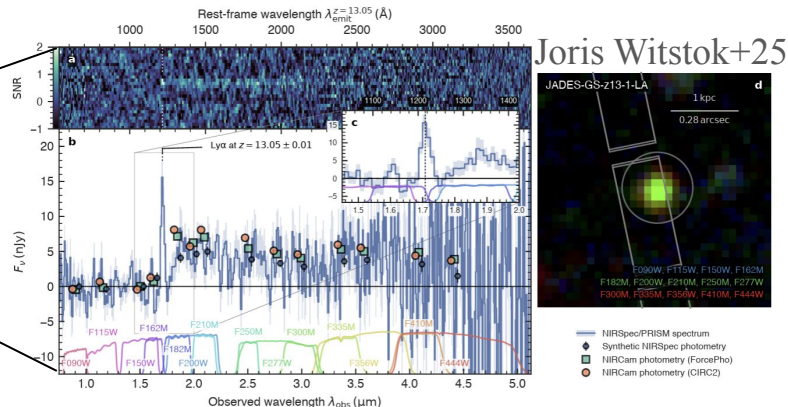 Rest-frame wavelength λ_emit^{z=13.05} (Å)
1000 1500 2000 2500 3000 3500
Joris Witstok+25
2
1
0
−1
SNR
a
b
Lyα at z = 13.05 ± 0.01
c
1100 1200 1300 1400
15
10
5
0
−5
1.5 1.6 1.7 1.8 1.9 2.0
20
15
10
5
0
−5
−10
F_ν (nJy)
F090W
F115W
F150W
F162M
F182M
F200W
F210M
F250M
F277W
F300M
F335M
F356W
F410M
F444W
1.0 1.5 2.0 2.5 3.0 3.5 4.0 4.5 5.0
Observed wavelength λ_obs (μm)
JADES-GS-z13-1-LA
d
1 kpc
0.28 arcsec
F090W, F115W, F150W, F162M
F182M, F200W, F210M, F250M, F277W
F300M, F335M, F356W, F410M, F444W
NIRSpec/PRISM spectrum
Synthetic NIRSpec photometry
NIRCam photometry (ForcePho)
NIRCam photometry (CIRC2)